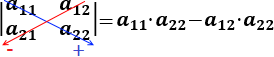 |a₁₁ a₁₂| = a₁₁·a₂₂−a₁₂·a₂₂
|a₂₁ a₂₂|
- +